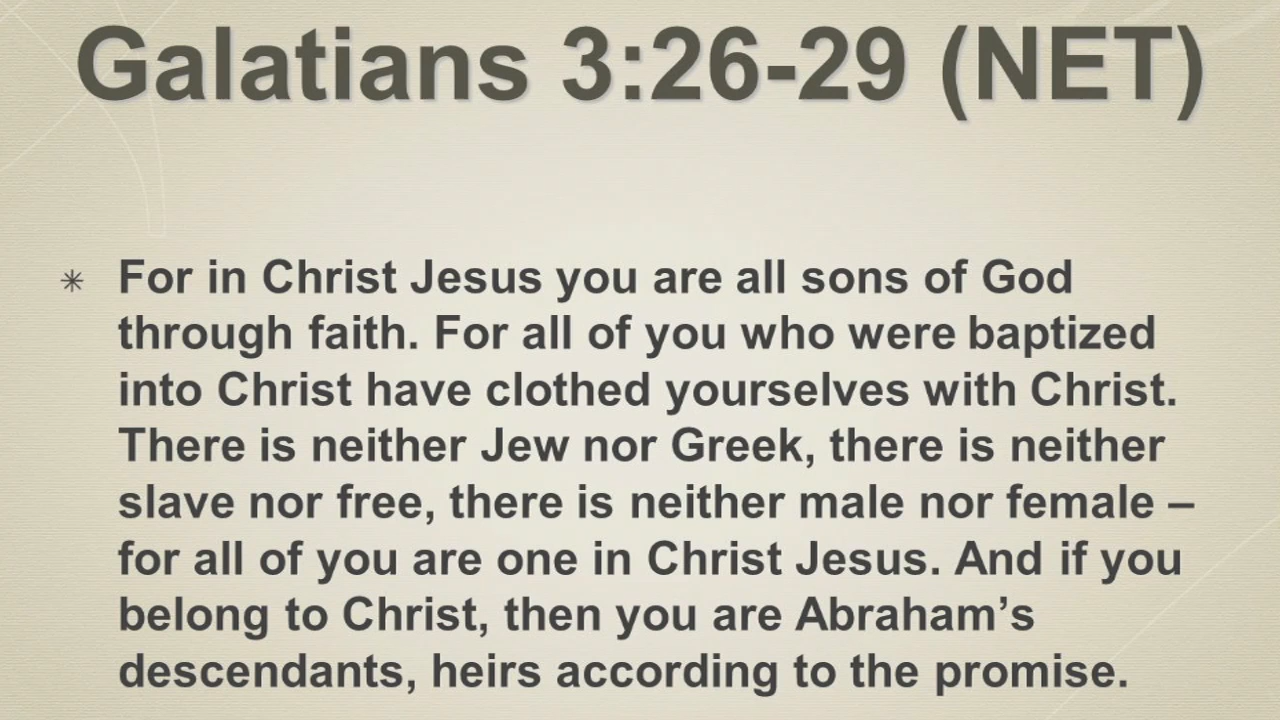 Galatians 3:26-29 (NET)
✳ For in Christ Jesus you are all sons of God
through faith. For all of you who were baptized
into Christ have clothed yourselves with Christ.
There is neither Jew nor Greek, there is neither
slave nor free, there is neither male nor female –
for all of you are one in Christ Jesus. And if you
belong to Christ, then you are Abraham’s
descendants, heirs according to the promise.